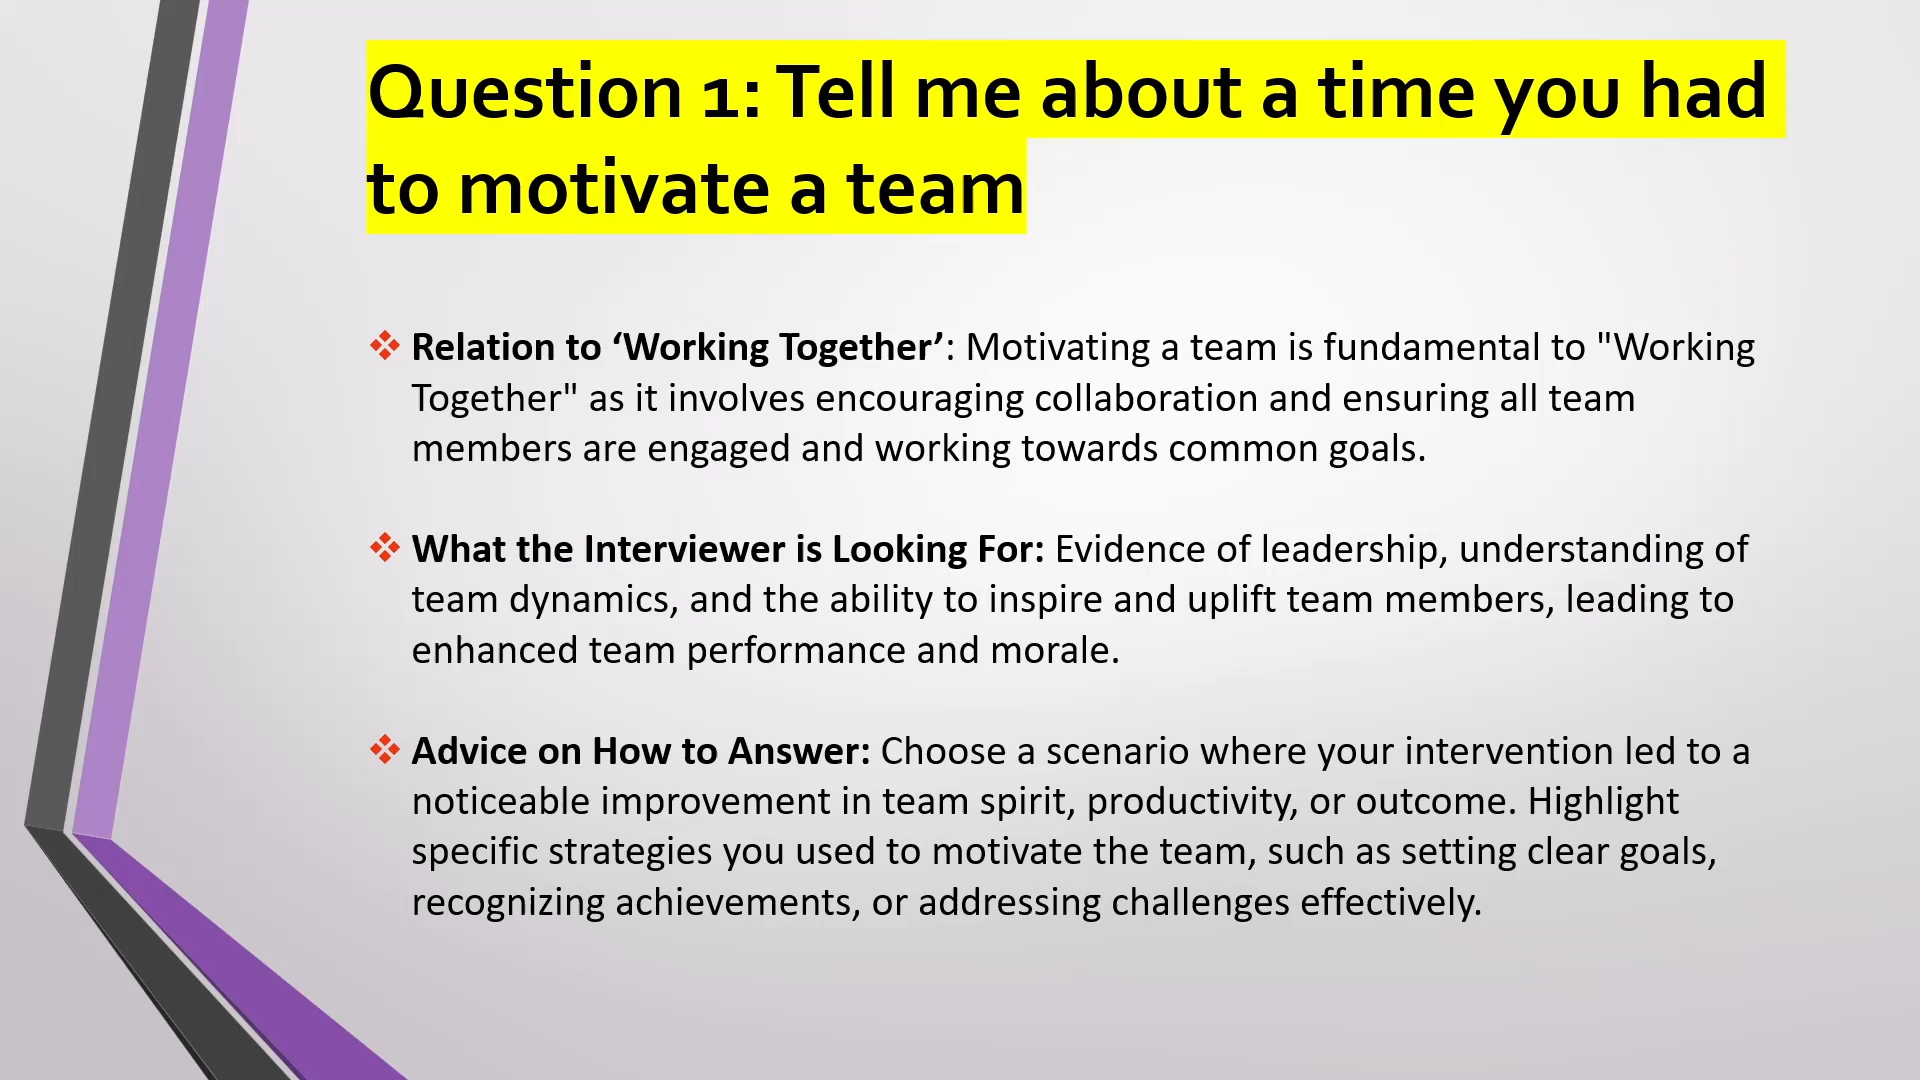 Question 1: Tell me about a time you had
to motivate a team
Relation to ‘Working Together’: Motivating a team is fundamental to "Working
Together" as it involves encouraging collaboration and ensuring all team
members are engaged and working towards common goals.
What the Interviewer is Looking For: Evidence of leadership, understanding of
team dynamics, and the ability to inspire and uplift team members, leading to
enhanced team performance and morale.
Advice on How to Answer: Choose a scenario where your intervention led to a
noticeable improvement in team spirit, productivity, or outcome. Highlight
specific strategies you used to motivate the team, such as setting clear goals,
recognizing achievements, or addressing challenges effectively.